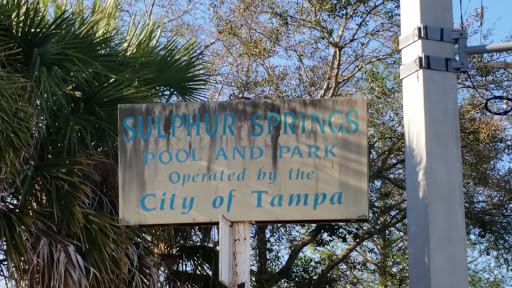 SULPHUR SPRINGS
POOL AND PARK
Operated by the
City of Tampa